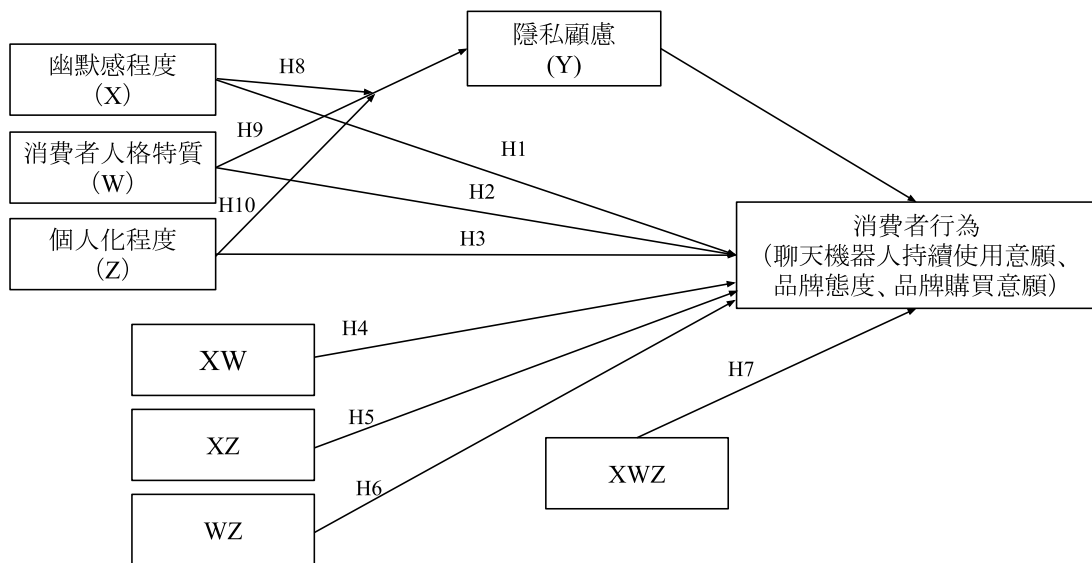 隱私顧慮
(Y)
幽默感程度
（X）
H8
消費者人格特質
（W）
H9
H1
H2
H10
個人化程度
（Z）
H3
消費者行為
（聊天機器人持續使用意願、
品牌態度、品牌購買意願）
XW
H4
XZ
H5
H7
WZ
H6
XWZ